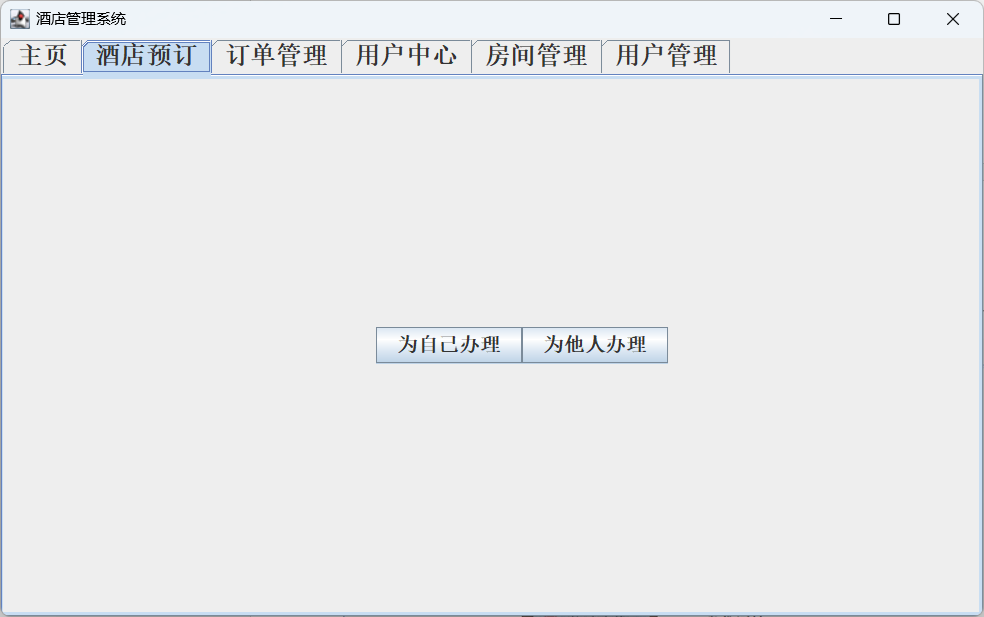 酒店管理系统
主页 酒店预订 订单管理 用户中心 房间管理 用户管理
为自己办理 为他人办理